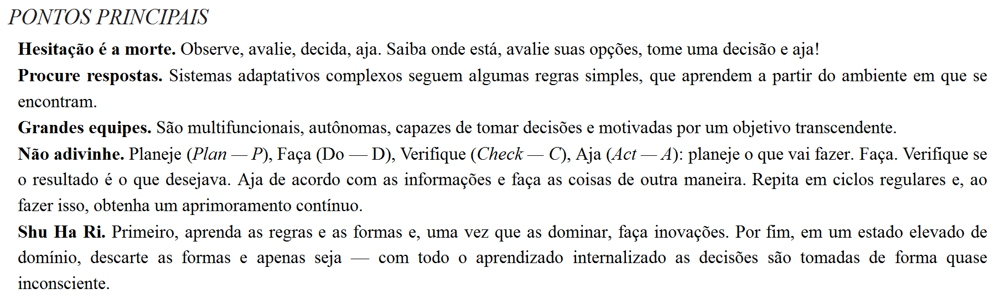 PONTOS PRINCIPAIS
Hesitação é a morte. Observe, avalie, decida, aja. Saiba onde está, avalie suas opções, tome uma decisão e aja!
Procure respostas. Sistemas adaptativos complexos seguem algumas regras simples, que aprendem a partir do ambiente em que se
encontram.
Grandes equipes. São multifuncionais, autônomas, capazes de tomar decisões e motivadas por um objetivo transcendente.
Não adivinhe. Planeje (Plan — P), Faça (Do — D), Verifique (Check — C), Aja (Act — A): planeje o que vai fazer. Faça. Verifique se
o resultado é o que desejava. Aja de acordo com as informações e faça as coisas de outra maneira. Repita em ciclos regulares e, ao
fazer isso, obtenha um aprimoramento contínuo.
Shu Ha Ri. Primeiro, aprenda as regras e as formas e, uma vez que as dominar, faça inovações. Por fim, em um estado elevado de
domínio, descarte as formas e apenas seja — com todo o aprendizado internalizado as decisões são tomadas de forma quase
inconsciente.